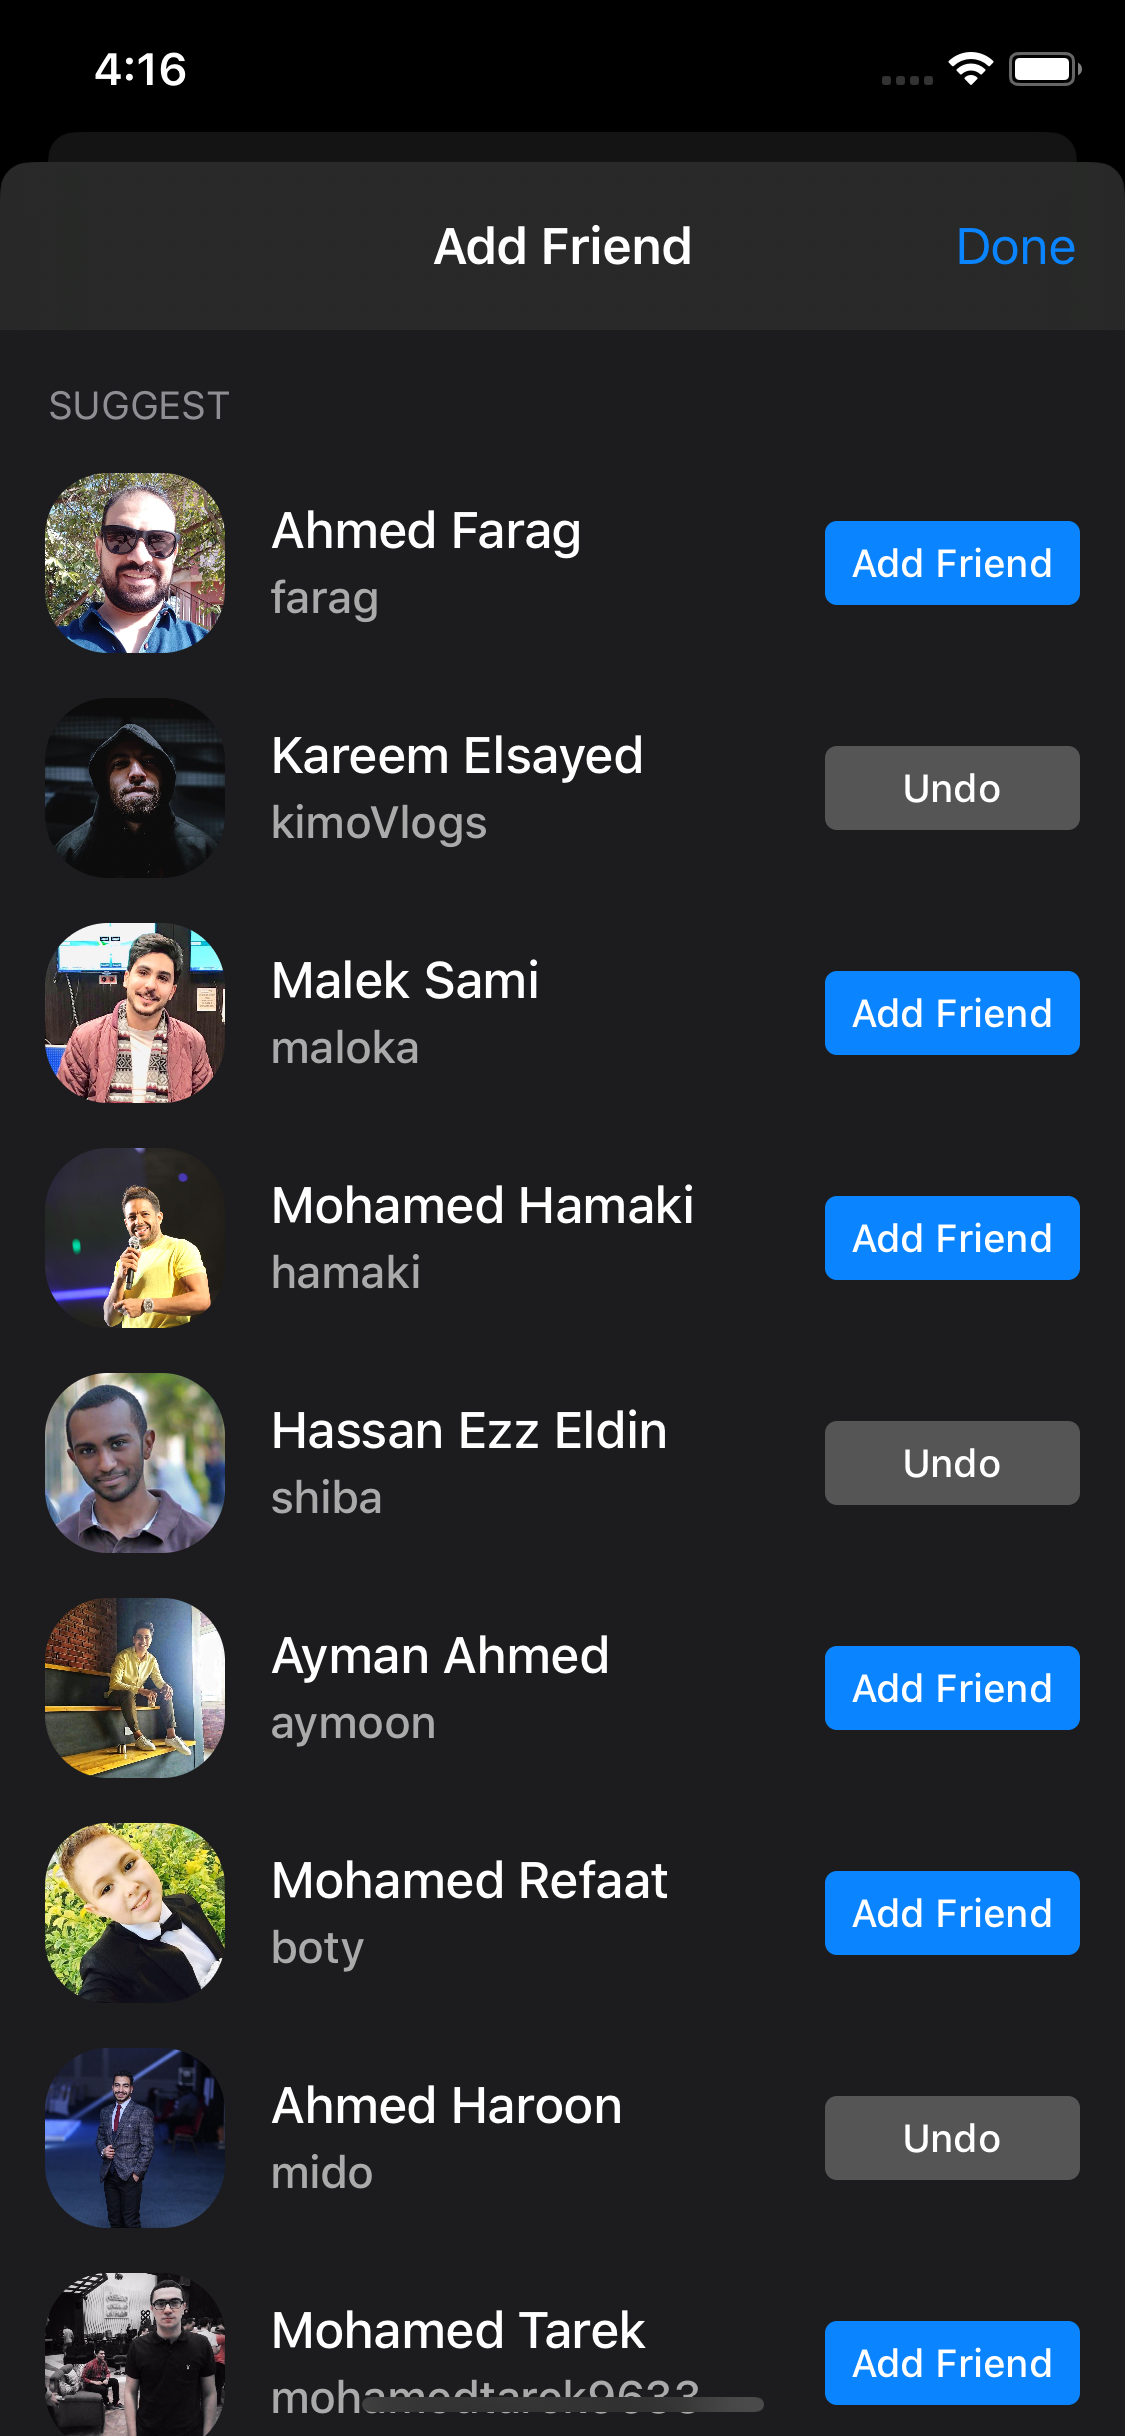 4:16
Add Friend
Done
SUGGEST
Ahmed Farag
farag
Add Friend
Kareem Elsayed
kimoVlogs
Undo
Malek Sami
maloka
Add Friend
Mohamed Hamaki
hamaki
Add Friend
Hassan Ezz Eldin
shiba
Undo
Ayman Ahmed
aymoon
Add Friend
Mohamed Refaat
boty
Add Friend
Ahmed Haroon
mido
Undo
Mohamed Tarek
mohamedtarek9633
Add Friend